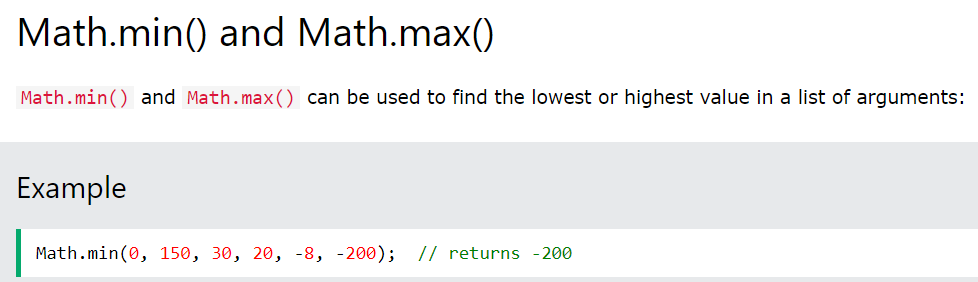 Math.min() and Math.max()
Math.min() and Math.max() can be used to find the lowest or highest value in a list of arguments:
Example
Math.min(0, 150, 30, 20, -8, -200);  // returns -200